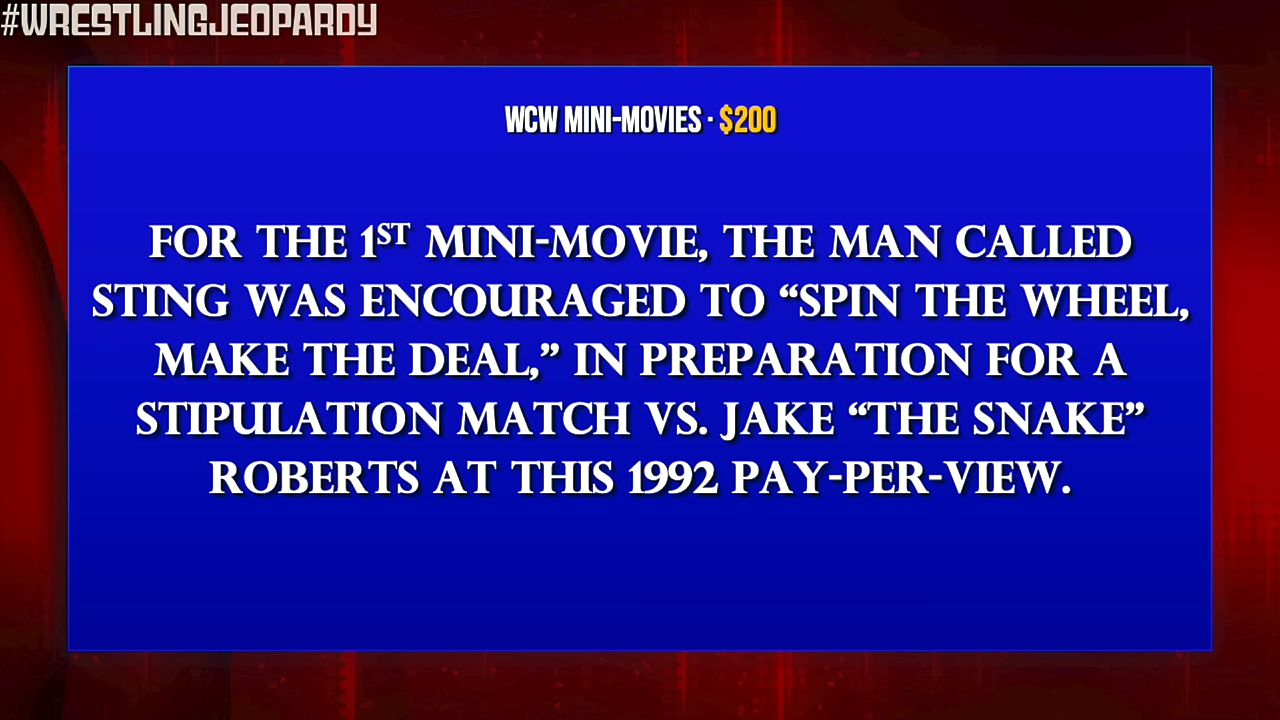 #WRESTLINGJEOPARDY
WCW MINI-MOVIES · $200
FOR THE 1ST MINI-MOVIE, THE MAN CALLED
STING WAS ENCOURAGED TO “SPIN THE WHEEL,
MAKE THE DEAL,” IN PREPARATION FOR A
STIPULATION MATCH VS. JAKE “THE SNAKE”
ROBERTS AT THIS 1992 PAY-PER-VIEW.